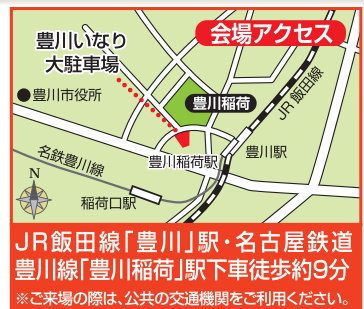 会場アクセス
豊川いなり
大駐車場
●豊川市役所
豊川稲荷
JR飯田線
名鉄豊川線
豊川稲荷駅
豊川駅
N
稲荷口駅
JR飯田線「豊川」駅・名古屋鉄道
豊川線「豊川稲荷」駅下車徒歩約9分
※ご来場の際は、公共の交通機関をご利用ください。